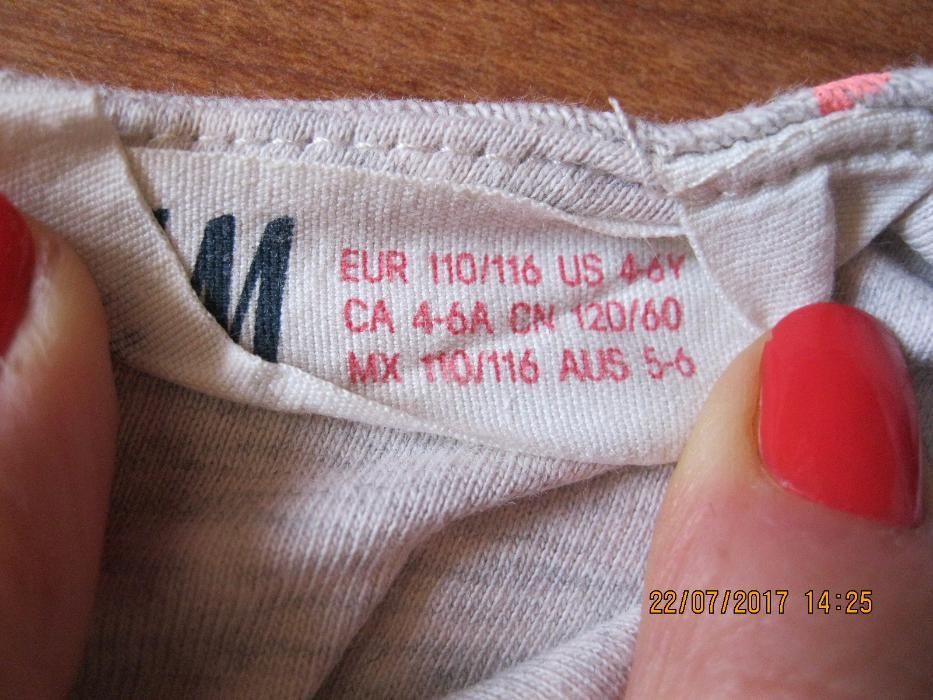 M
EUR 110/116 US 4-6Y
CA 4-6A CN 120/60
MX 110/116 AUS 5-6
22/07/2017 14:25